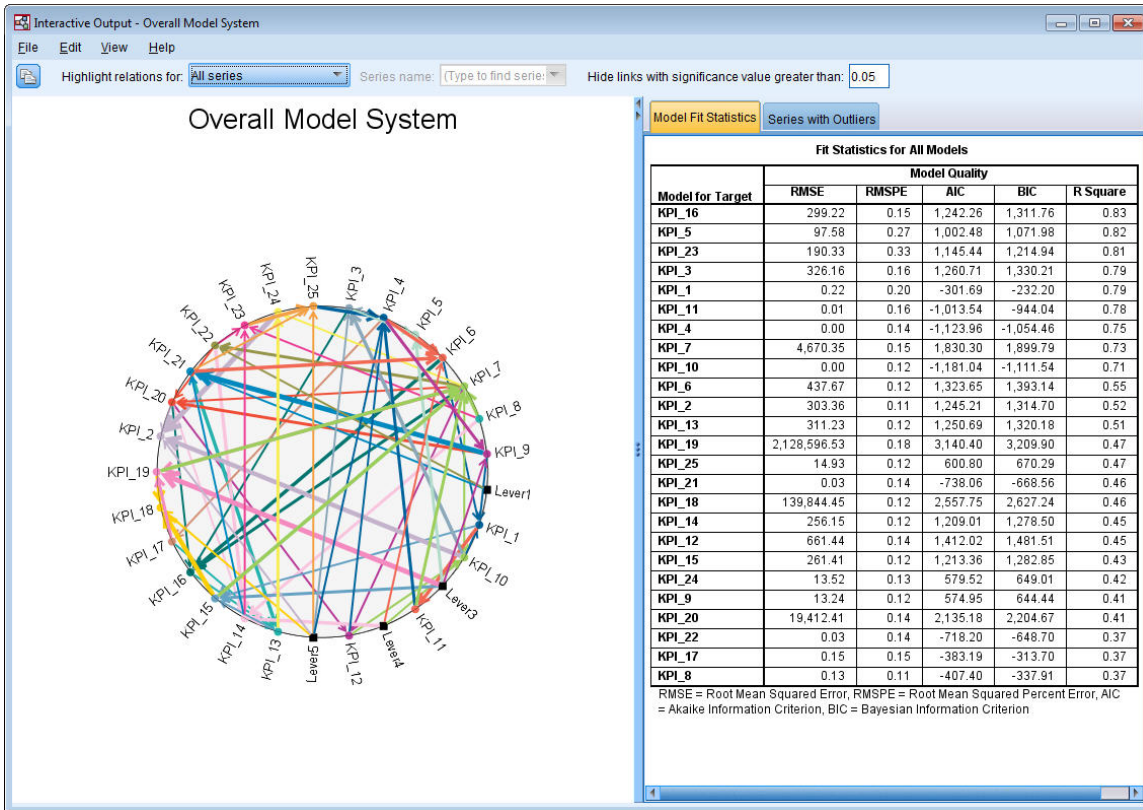 Interactive Output - Overall Model System
File Edit View Help
Highlight relations for: All series Series name: (Type to find serie: Hide links with significance value greater than: 0.05
Overall Model System
KPI_3
KPI_4
KPI_5
KPI_6
KPI_7
KPI_8
KPI_9
Lever1
KPI_1
KPI_10
Lever3
KPI_11
Lever4
KPI_12
Lever5
KPI_13
KPI_14
KPI_15
KPI_16
KPI_17
KPI_18
KPI_19
KPI_2
KPI_20
KPI_21
KPI_22
KPI_23
KPI_24
KPI_25
Model Fit Statistics Series with Outliers
Fit Statistics for All Models
Model Quality
Model for Target RMSE RMSPE AIC BIC R Square
KPI_16 299.22 0.15 1,242.26 1,311.76 0.83
KPI_5 97.58 0.27 1,002.48 1,071.98 0.82
KPI_23 190.33 0.33 1,145.44 1,214.94 0.81
KPI_3 326.16 0.16 1,260.71 1,330.21 0.79
KPI_1 0.22 0.20 -301.69 -232.20 0.79
KPI_11 0.01 0.16 -1,013.54 -944.04 0.78
KPI_4 0.00 0.14 -1,123.96 -1,054.46 0.75
KPI_7 4,670.35 0.15 1,830.30 1,899.79 0.73
KPI_10 0.00 0.12 -1,181.04 -1,111.54 0.71
KPI_6 437.67 0.12 1,323.65 1,393.14 0.55
KPI_2 303.36 0.11 1,245.21 1,314.70 0.52
KPI_13 311.23 0.12 1,250.69 1,320.18 0.51
KPI_19 2,128,596.53 0.18 3,140.40 3,209.90 0.47
KPI_25 14.93 0.12 600.80 670.29 0.47
KPI_21 0.03 0.14 -738.06 -668.56 0.46
KPI_18 139,844.45 0.12 2,557.75 2,627.24 0.46
KPI_14 256.15 0.12 1,209.01 1,278.50 0.45
KPI_12 661.44 0.14 1,412.02 1,481.51 0.45
KPI_15 261.41 0.12 1,213.36 1,282.85 0.43
KPI_24 13.52 0.13 579.52 649.01 0.42
KPI_9 13.24 0.12 574.95 644.44 0.41
KPI_20 19,412.41 0.14 2,135.18 2,204.67 0.41
KPI_22 0.03 0.14 -718.20 -648.70 0.37
KPI_17 0.15 0.15 -383.19 -313.70 0.37
KPI_8 0.13 0.11 -407.40 -337.91 0.37
RMSE = Root Mean Squared Error, RMSPE = Root Mean Squared Percent Error, AIC
= Akaike Information Criterion, BIC = Bayesian Information Criterion